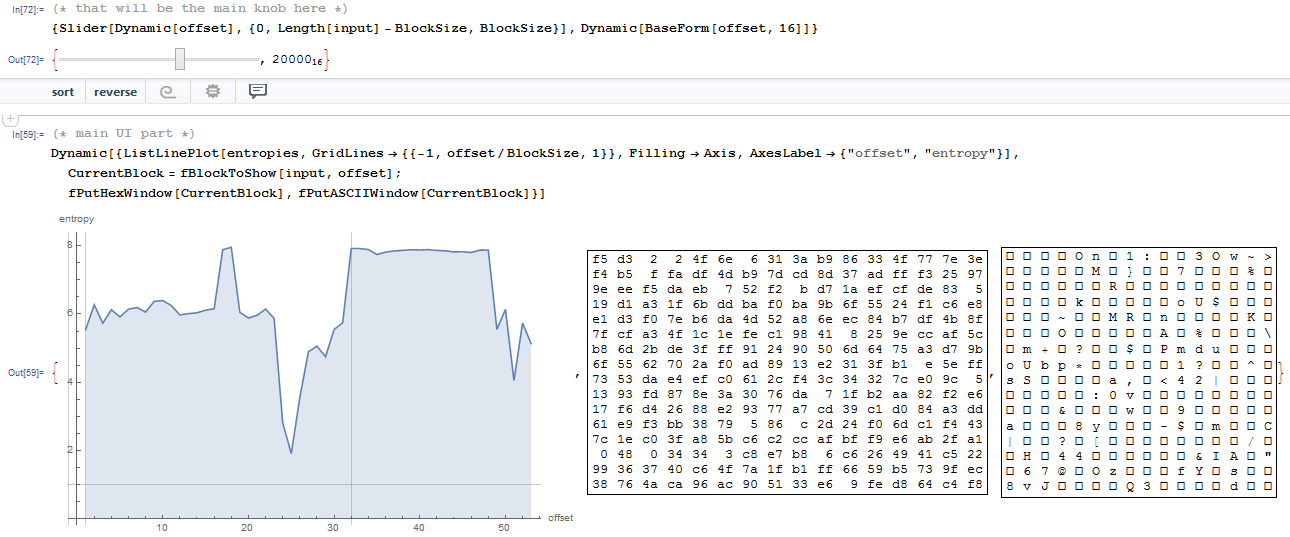 In[72]:= (* that will be the main knob here *)
{Slider[Dynamic[offset], {0, Length[input] - BlockSize, BlockSize}], Dynamic[BaseForm[offset, 16]]}
Out[72]= { , 20000₁₆}
sort reverse
In[59]:= (* main UI part *)
Dynamic[{ListLinePlot[entropies, GridLines → {{-1, offset / BlockSize, 1}}, Filling → Axis, AxesLabel → {"offset", "entropy"}],
CurrentBlock = fBlockToShow[input, offset];
fPutHexWindow[CurrentBlock], fPutASCIIWindow[CurrentBlock]}]
Out[59]= {
entropy
8
6
4
2
10 20 30 40 50 offset
,
f5 d3 2 2 4f 6e 6 31 3a b9 86 33 4f 77 7e 3e
f4 b5 f fa df 4d b9 7d cd 8d 37 ad ff f3 25 97
9e ee f5 da eb 7 52 f2 b d7 1a ef cf de 83 5
19 d1 a3 1f 6b dd ba f0 ba 9b 6f 55 24 f1 c6 e8
e1 d3 f0 7e b6 da 4d 52 a8 6e ec 84 b7 df 4b 8f
7f cf a3 4f 1c 1e fe c1 98 41 8 25 9e cc af 5c
b8 6d 2b de 3f ff 91 24 90 50 6d 64 75 a3 d7 9b
6f 55 62 70 2a ef f0 ad 89 13 e2 31 3f b1 e 5e ff
73 53 da e4 ef c0 61 2c f4 3c 34 32 7c e0 9c 5
13 93 fd 87 8e 3a 30 76 da 7 1f b2 aa 82 f2 e6
17 f6 d4 26 88 e2 93 77 a7 cd 39 c1 d0 84 a3 dd
61 e9 f3 bb 38 79 5 86 c 2d 24 f0 6d c1 f4 43
7c 1e c0 3f a8 5b c6 c2 cc af bf f9 e6 ab 2f a1
0 48 0 34 34 3 c8 e7 b8 6 c6 26 49 41 c5 22
99 36 37 40 c6 4f 7a 1f b1 ff 66 59 b5 73 9f ec
38 76 4a ca 96 ac 90 51 33 e6 9 fe d8 64 c4 f8
,
O n 1 : 3 O w ~ >
M } 7 %
R
k o U $
~ M R n K
O A % \
m + ? $ P m d u
o U b p * 1 ? ^
s S a , < 4 2 |
: 0 v
& w 9
a 8 y - $ m C
| ? [ /
H 4 4 & I A "
6 7 @ O z f Y s
8 v J Q 3 d
}